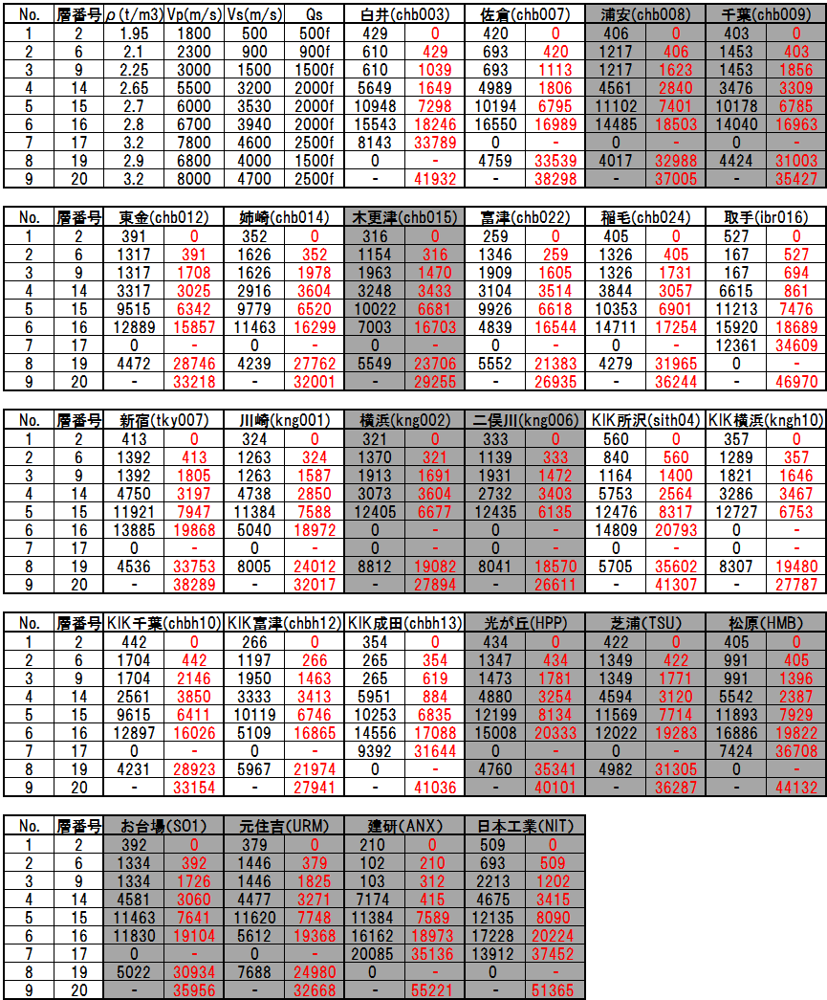 No. 層番号 ρ(t/m3) Vp(m/s) Vs(m/s) Qs 白井(chb003) 佐倉(chb007) 浦安(chb008) 千葉(chb009)
1 2 1.95 1800 500 500f 429 0 420 0 406 0 403 0
2 6 2.1 2300 900 900f 610 429 693 420 1217 406 1453 403
3 9 2.25 3000 1500 1500f 610 1039 693 1113 1217 1623 1453 1856
4 14 2.65 5500 3200 2000f 5649 1649 4989 1806 4561 2840 3476 3309
5 15 2.7 6000 3530 2000f 10948 7298 10194 6795 11102 7401 10178 6785
6 16 2.8 6700 3940 2000f 15543 18246 16550 16989 14485 18503 14040 16963
7 17 3.2 7800 4600 2500f 8143 33789 0 - 0 - 0 -
8 19 2.9 6800 4000 1500f 0 - 4759 33539 4017 32988 4424 31003
9 20 3.2 8000 4700 2500f - 41932 - 38298 - 37005 - 35427
No. 層番号 東金(chb012) 姉崎(chb014) 木更津(chb015) 富津(chb022) 稲毛(chb024) 取手(ibr016)
1 2 391 0 352 0 316 0 259 0 405 0 527 0
2 6 1317 391 1626 352 1154 316 1346 259 1326 405 167 527
3 9 1317 1708 1626 1978 1963 1470 1909 1605 1326 1731 167 694
4 14 3317 3025 2916 3604 3248 3433 3104 3514 3844 3057 6615 861
5 15 9515 6342 9779 6520 10022 6681 9926 6618 10353 6901 11213 7476
6 16 12889 15857 11463 16299 7003 16703 4839 16544 14711 17254 15920 18689
7 17 0 - 0 - 0 - 0 - 0 - 12361 34609
8 19 4472 28746 4239 27762 5549 23706 5552 21383 4279 31965 0 -
9 20 - 33218 - 32001 - 29255 - 26935 - 36244 - 46970
No. 層番号 新宿(tky007) 川崎(kng001) 横浜(kng002) 二俣川(kng006) KIK所沢(sith04) KIK横浜(kngh10)
1 2 413 0 324 0 321 0 333 0 560 0 357 0
2 6 1392 413 1263 324 1370 321 1139 333 840 560 1289 357
3 9 1392 1805 1263 1587 1913 1691 1931 1472 1164 1400 1821 1646
4 14 4750 3197 4738 2850 3073 3604 2732 3403 5753 2564 3286 3467
5 15 11921 7947 11384 7588 12405 6677 12435 6135 12476 8317 12727 6753
6 16 13885 19868 5040 18972 0 - 0 - 14809 20793 0 -
7 17 0 - 0 - 0 - 0 - 0 - 0 -
8 19 4536 33753 8005 24012 8812 19082 8041 18570 5705 35602 8307 19480
9 20 - 38289 - 32017 - 27894 - 26611 - 41307 - 27787
No. 層番号 KIK千葉(chbh10) KIK富津(chbh12) KIK成田(chbh13) 光が丘(HPP) 芝浦(TSU) 松原(HMB)
1 2 442 0 266 0 354 0 434 0 422 0 405 0
2 6 1704 442 1197 266 265 354 1347 434 1349 422 991 405
3 9 1704 2146 1950 1463 265 619 1473 1781 1349 1771 991 1396
4 14 2561 3850 3333 3413 5951 884 4880 3254 4594 3120 5542 2387
5 15 9615 6411 10119 6746 10253 6835 12199 8134 11569 7714 11893 7929
6 16 12897 16026 5109 16865 14556 17088 15008 20333 12022 19283 16886 19822
7 17 0 - 0 - 9392 31644 0 - 0 - 7424 36708
8 19 4231 28923 5967 21974 0 - 4760 35341 4982 31305 0 -
9 20 - 33154 - 27941 - 41036 - 40101 - 36287 - 44132
No. 層番号 お台場(SO1) 元住吉(URM) 建研(ANX) 日本工業(NIT)
1 2 392 0 379 0 210 0 509 0
2 6 1334 392 1446 379 102 210 693 509
3 9 1334 1726 1446 1825 103 312 2213 1202
4 14 4581 3060 4477 3271 7174 415 4675 3415
5 15 11463 7641 11620 7748 11384 7589 12135 8090
6 16 11830 19104 5612 19368 16162 18973 17228 20224
7 17 0 - 0 - 20085 35136 13912 37452
8 19 5022 30934 7688 24980 0 - 0 -
9 20 - 35956 - 32668 - 55221 - 51365